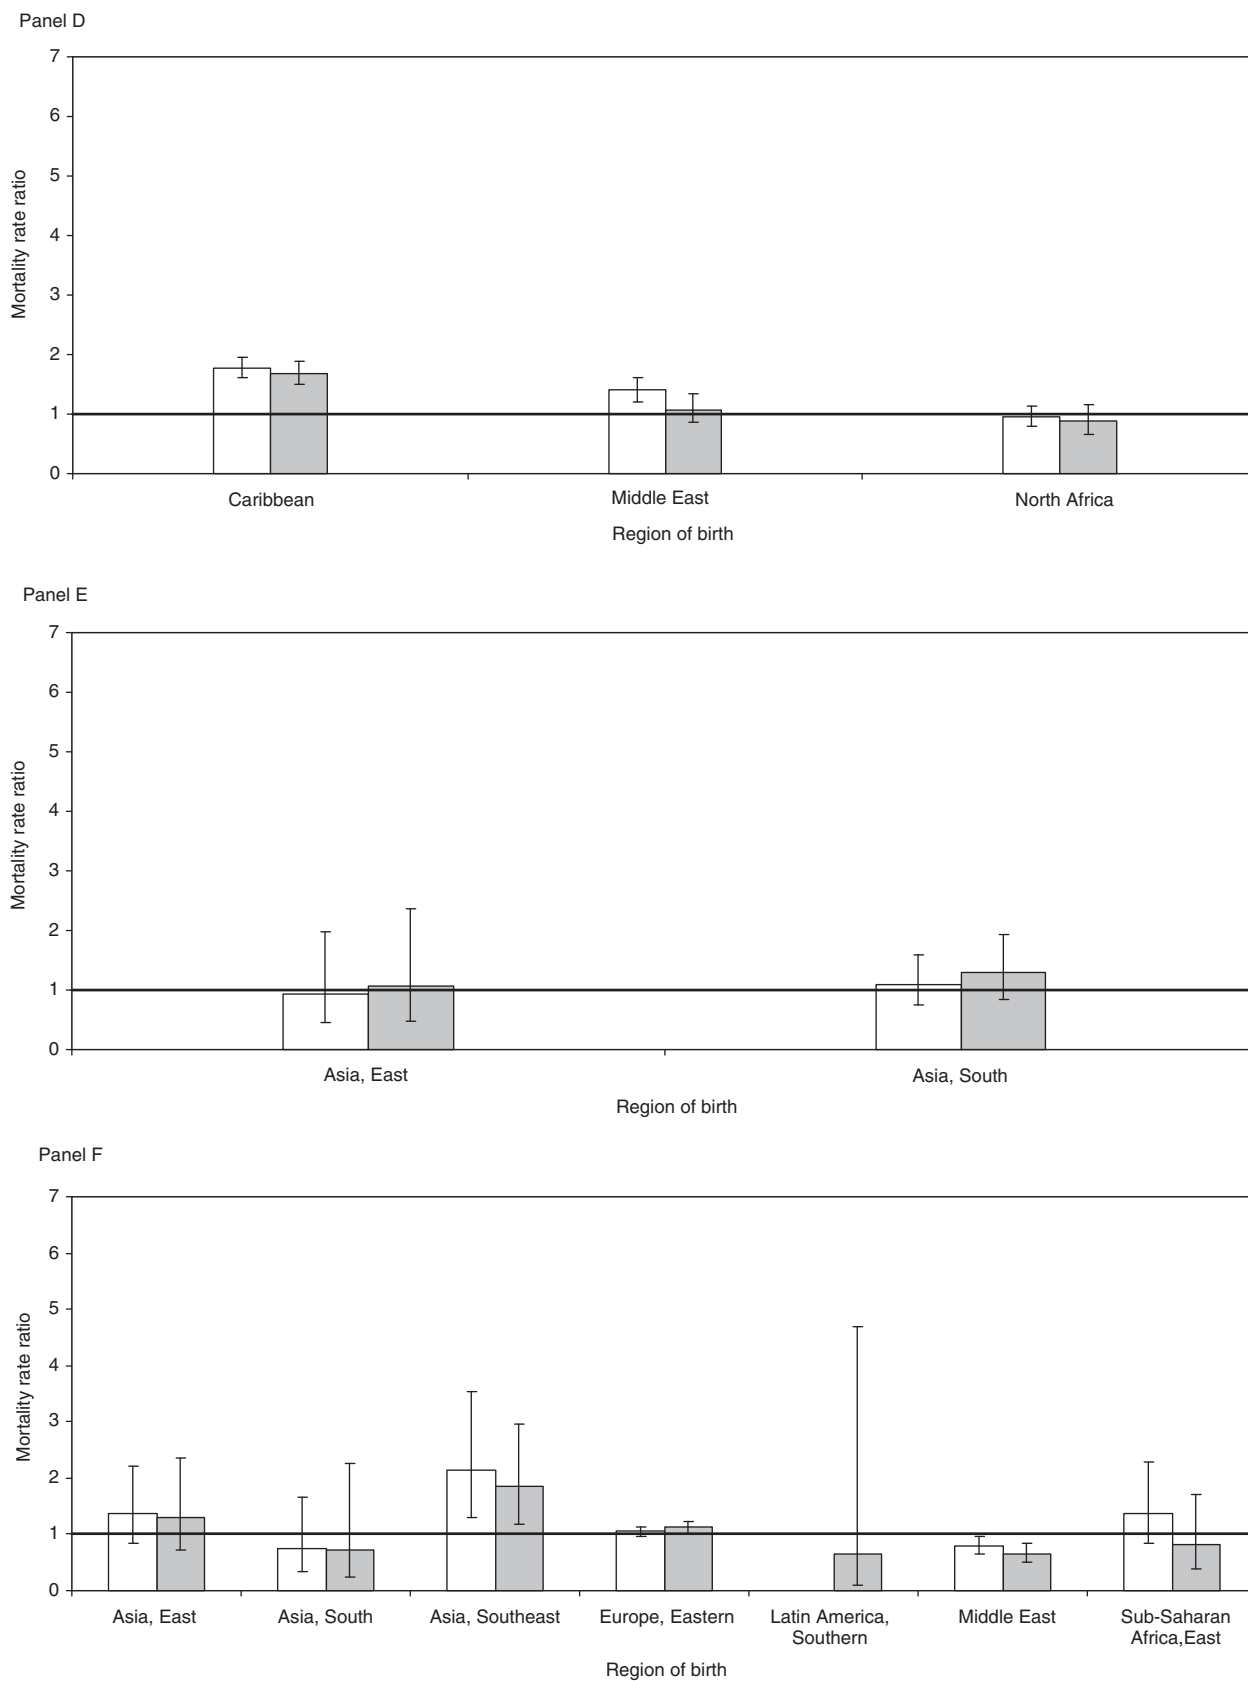 Panel D
7
6
5
4
3
2
1
0
Mortality rate ratio
Caribbean
Middle East
North Africa
Region of birth
Panel E
7
6
5
4
3
2
1
0
Mortality rate ratio
Asia, East
Asia, South
Region of birth
Panel F
7
6
5
4
3
2
1
0
Mortality rate ratio
Asia, East
Asia, South
Asia, Southeast
Europe, Eastern
Latin America,
Southern
Middle East
Sub-Saharan
Africa,East
Region of birth